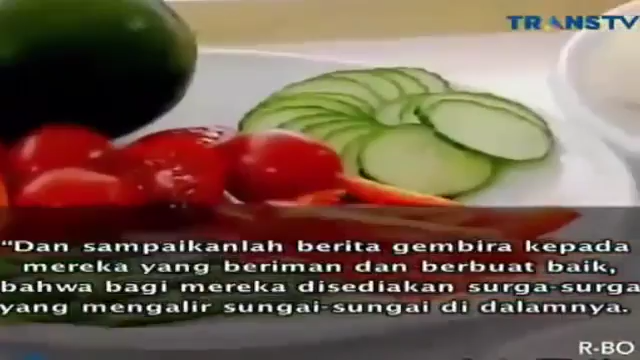 TRANSTV
“Dan sampaikanlah berita gembira kepada
mereka yang beriman dan berbuat baik,
bahwa bagi mereka disediakan surga-surga
yang mengalir sungai-sungai di dalamnya.
R-BO